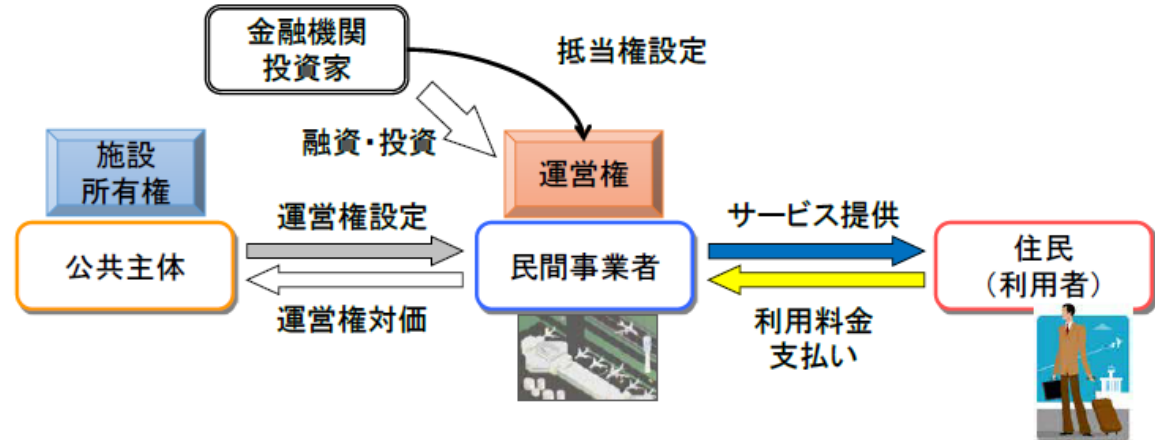 金融機関
投資家
抵当権設定
融資・投資
施設
所有権
運営権
運営権設定
サービス提供
公共主体
民間事業者
住民
（利用者）
運営権対価
利用料金
支払い